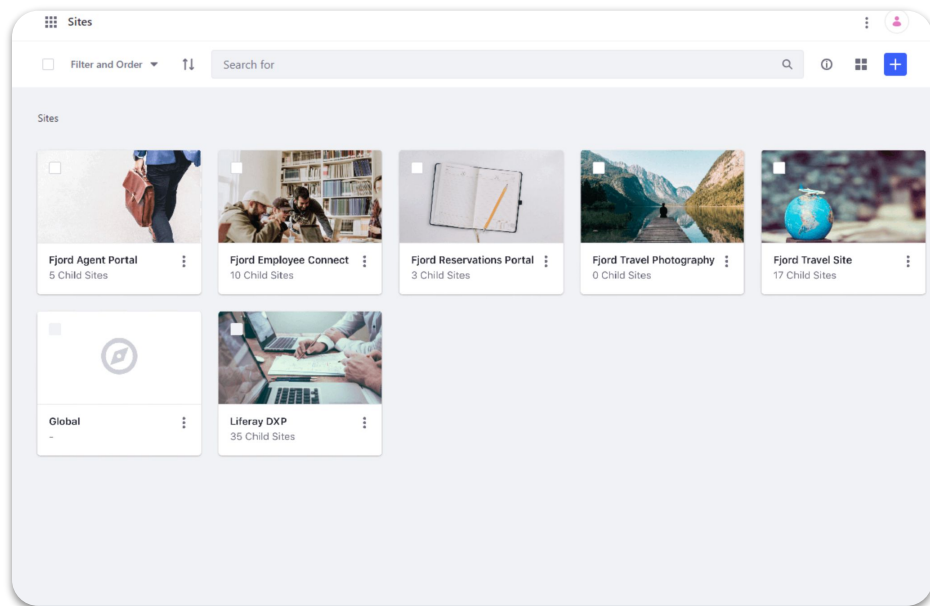 Sites
Filter and Order
Search for
Sites
Fjord Agent Portal
5 Child Sites
Fjord Employee Connect
10 Child Sites
Fjord Reservations Portal
3 Child Sites
Fjord Travel Photography
0 Child Sites
Fjord Travel Site
17 Child Sites
Global
-
Liferay DXP
35 Child Sites